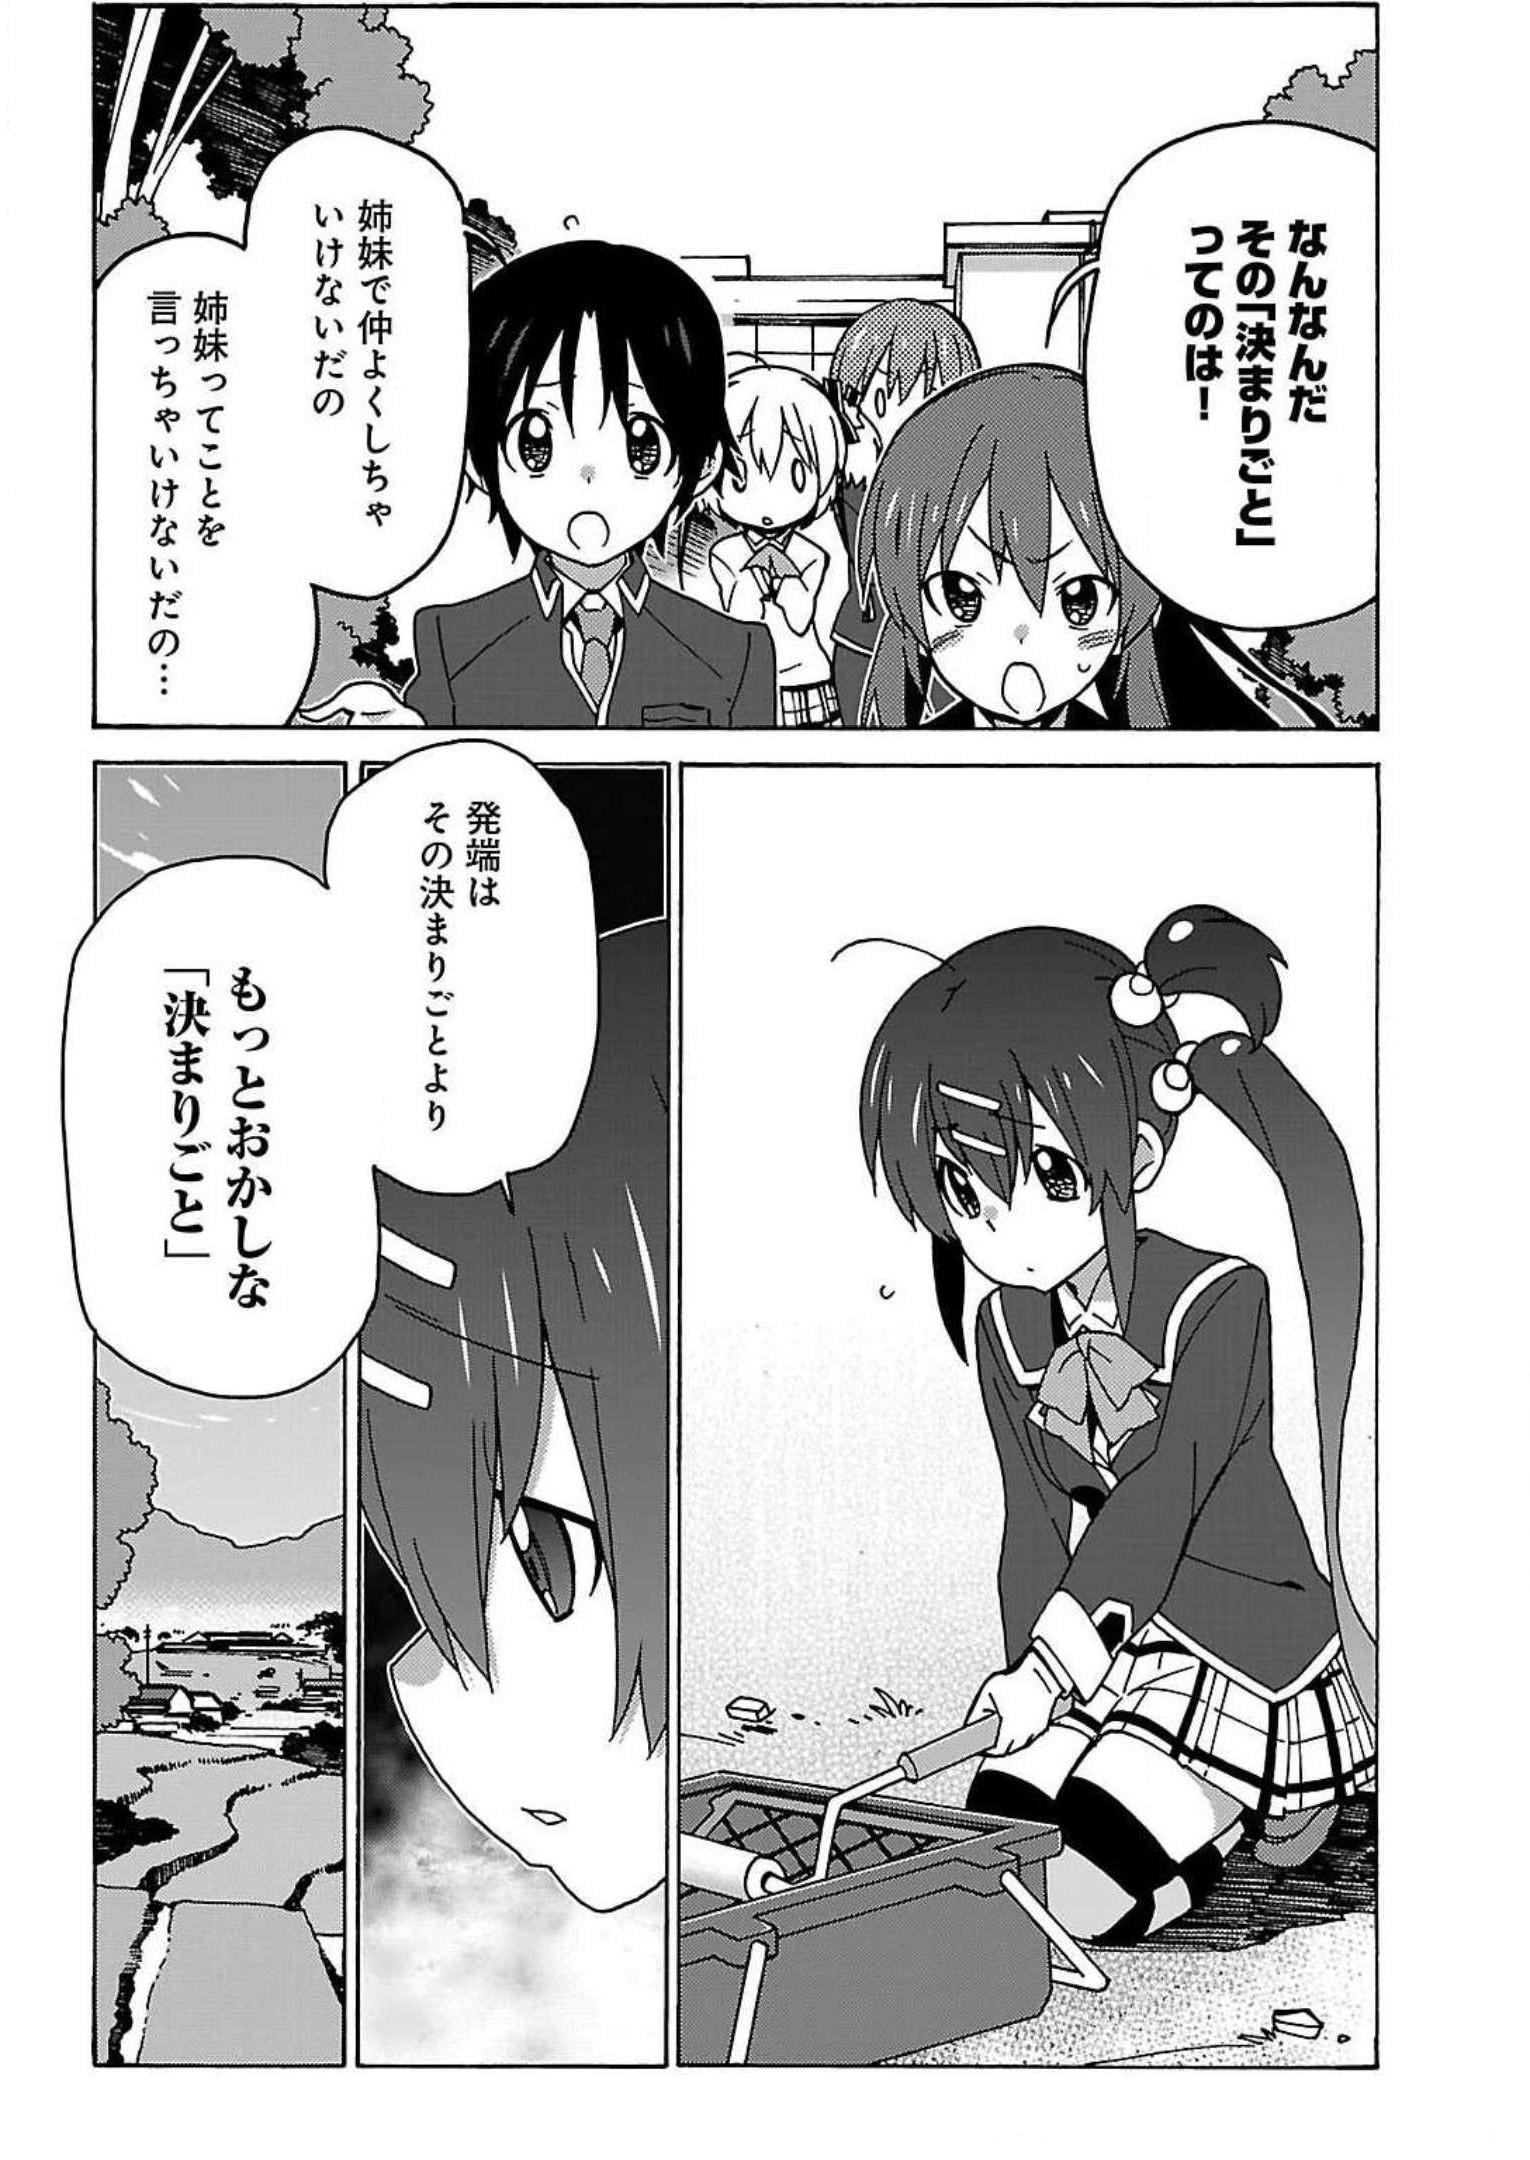 なんなんだ
その「決まりごと」
ってのは！
姉妹で仲よくしちゃ
いけないだの
姉妹ってことを
言っちゃいけないだの…
発端は
その決まりごとより
もっとおかしな
「決まりごと」